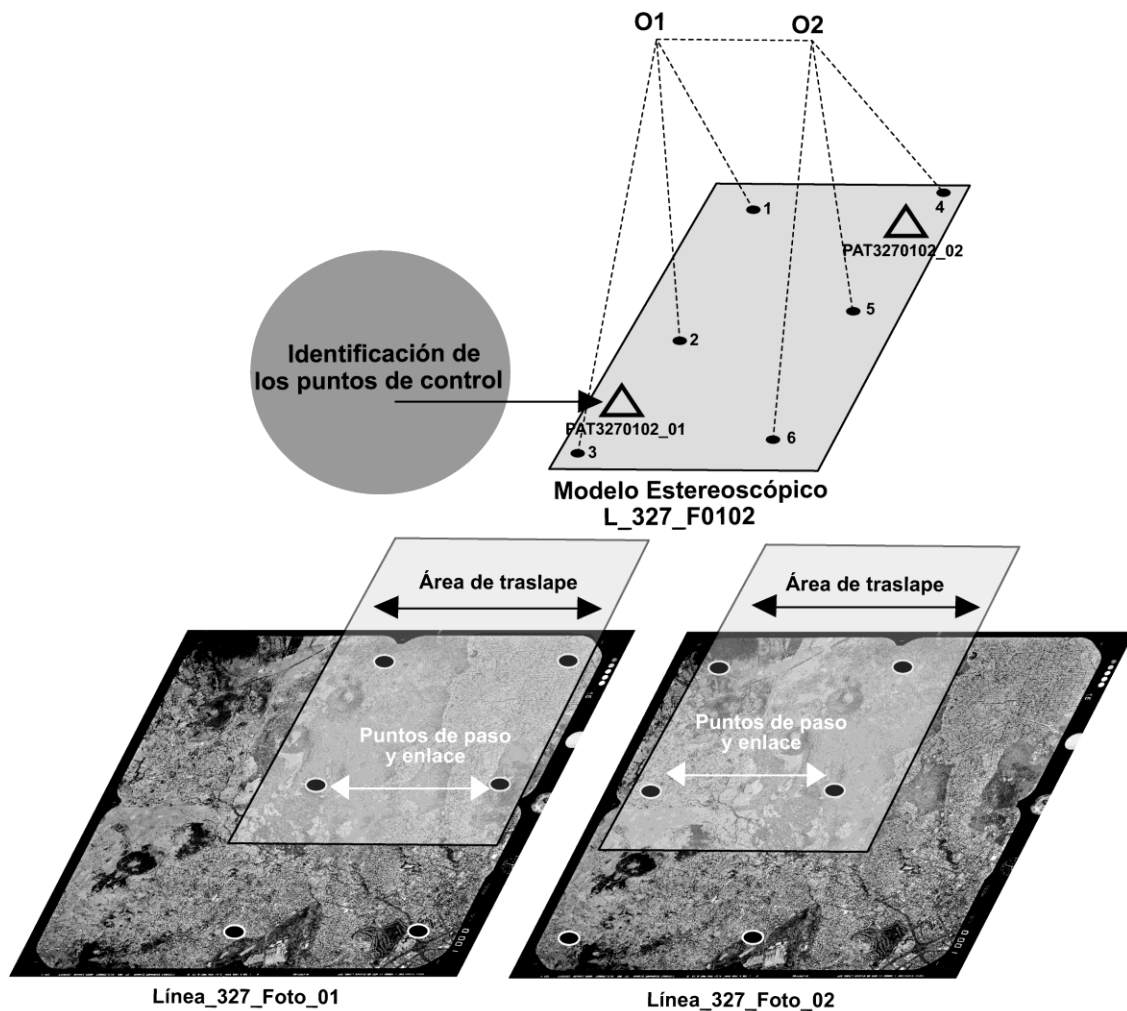 O1
O2
1
4
PAT3270102_02
5
2
Identificación de
los puntos de control
PAT3270102_01
6
3
Modelo Estereoscópico
L_327_F0102
Área de traslape
Área de traslape
Puntos de paso
y enlace
Puntos de paso
y enlace
Línea_327_Foto_01
Línea_327_Foto_02